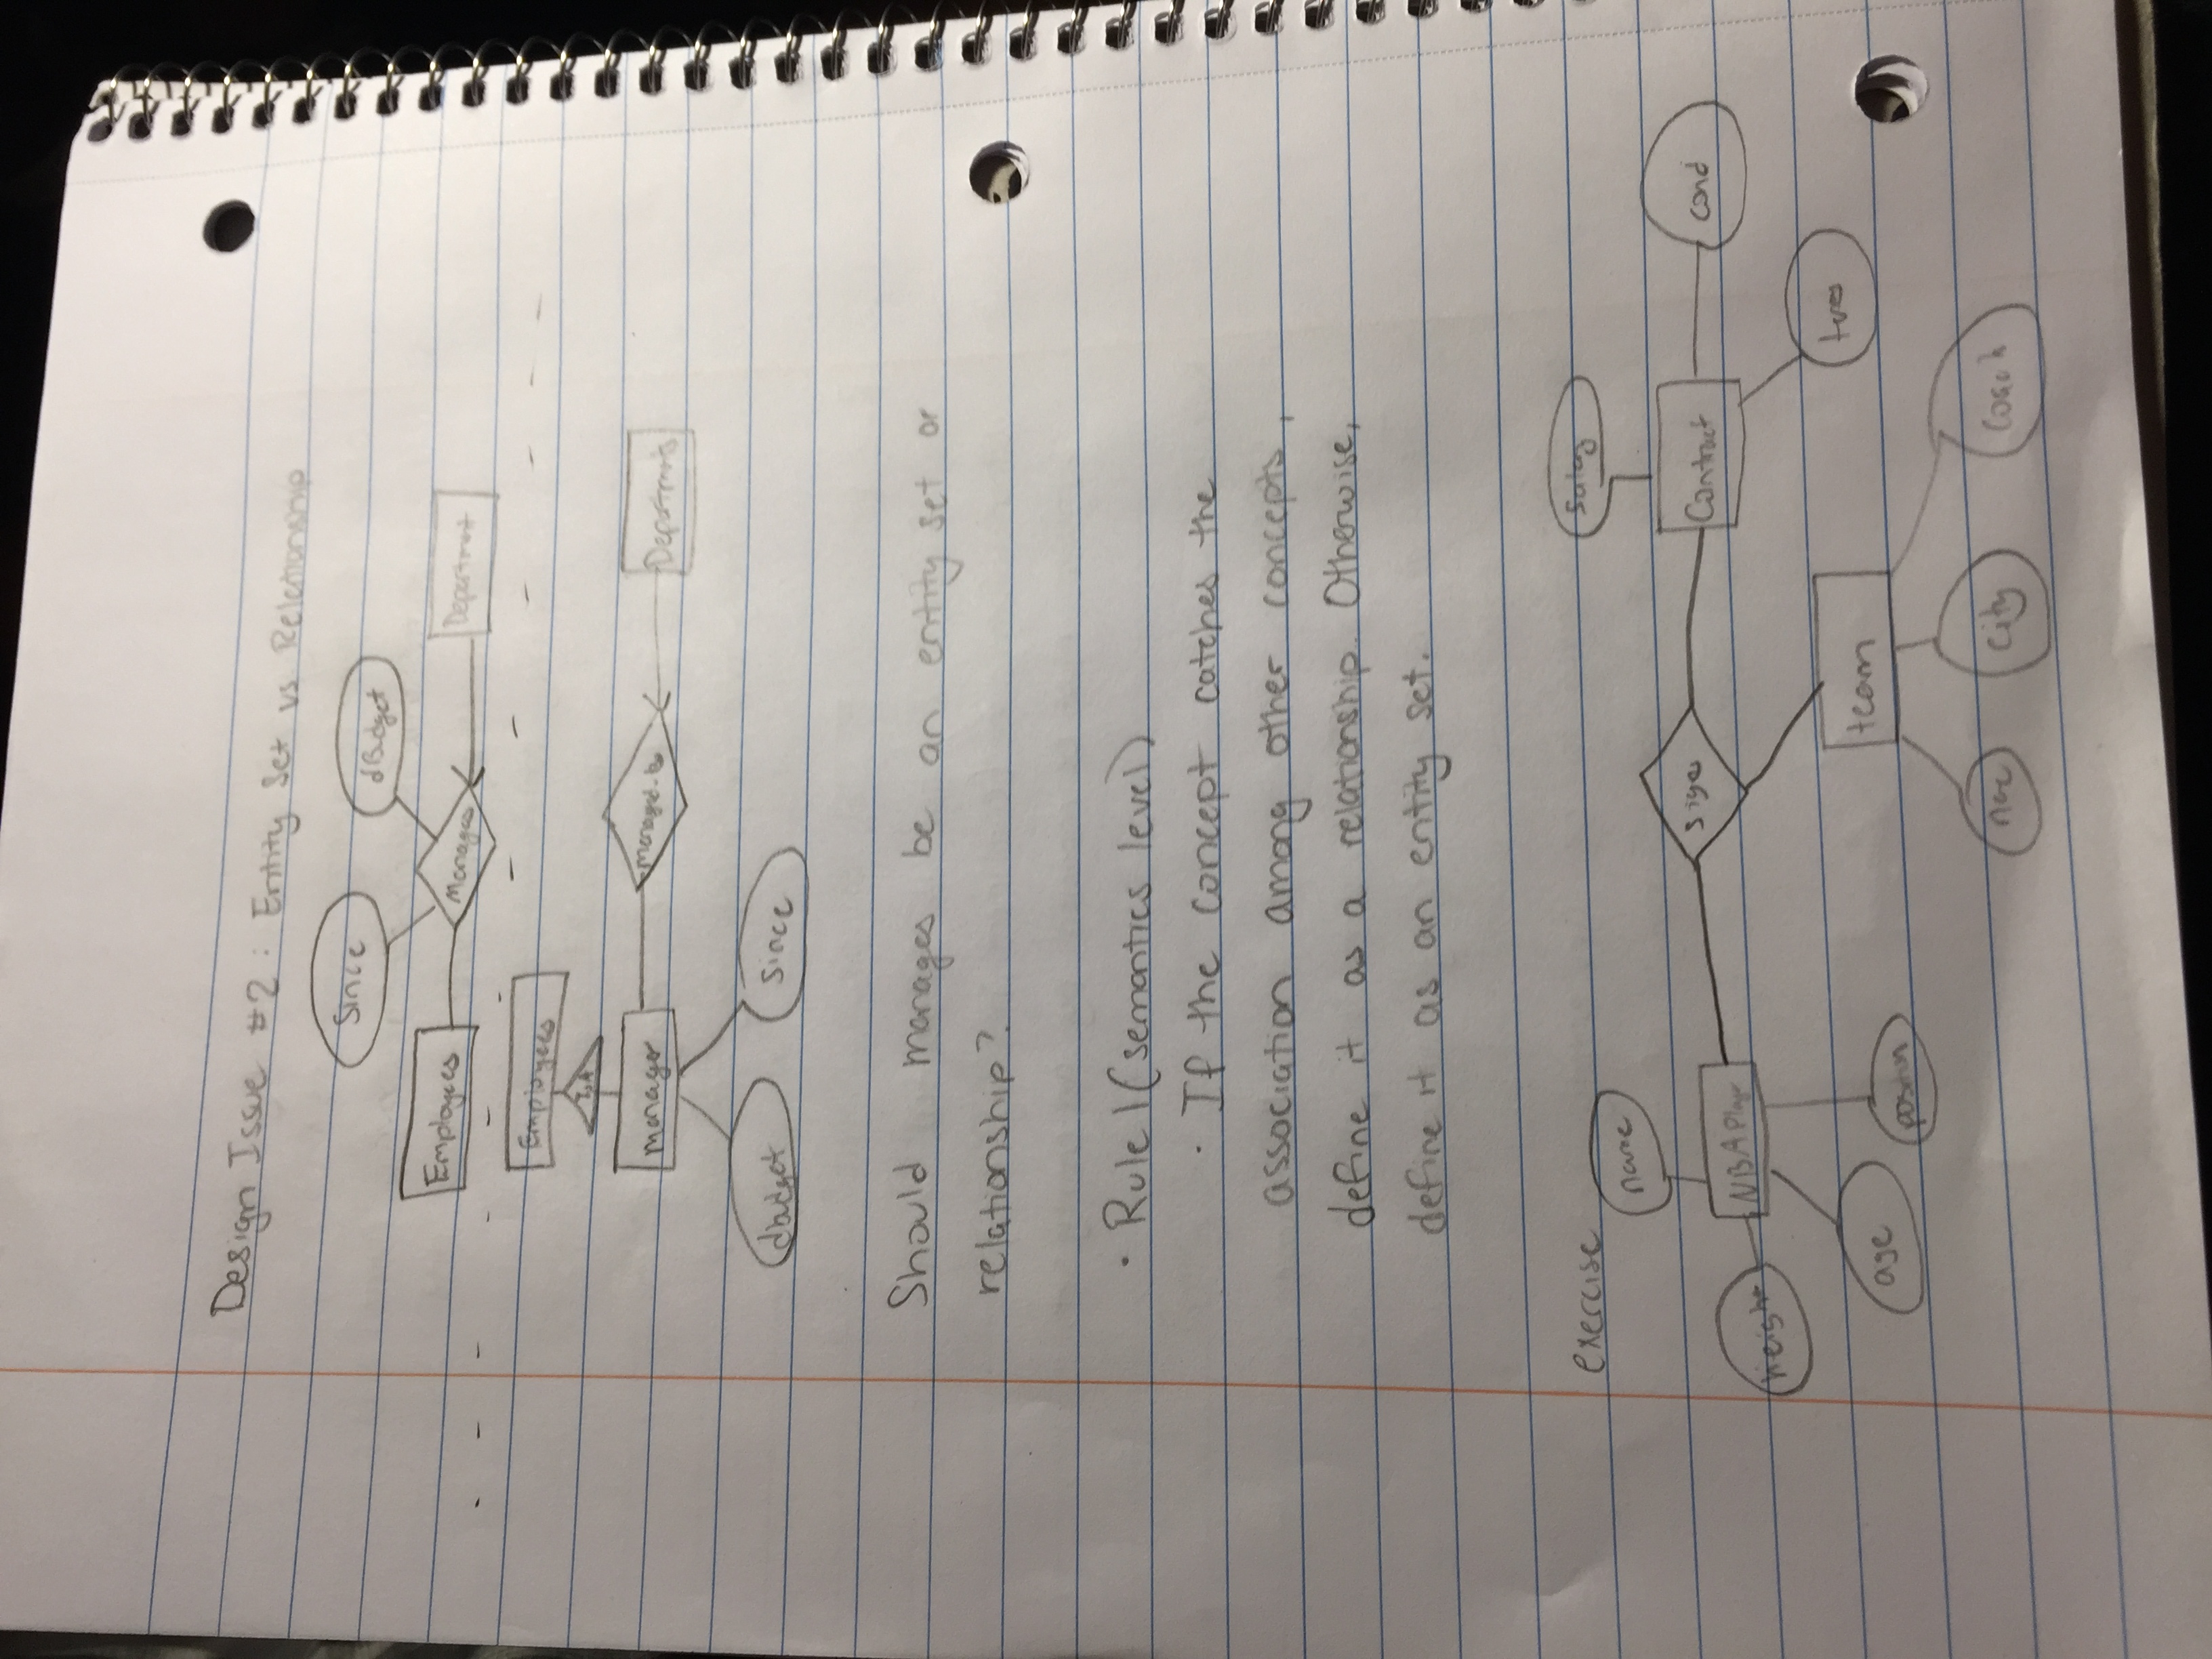 Design Issue #2: Entity Set vs Relationship
Since
dBudget
Employees
Manages
Department
Employees
ISA
manager
managed-by
Departments
dbudget
Since
Should manages be an entity set or
relationship?
· Rule 1 (semantics level)
· If the concept catches the
association among other concepts,
define it as a relationship. Otherwise,
define it as an entity set.
exercise
name
Salary
Contract
cond
NBA Player
height
age
position
team
city
Coach